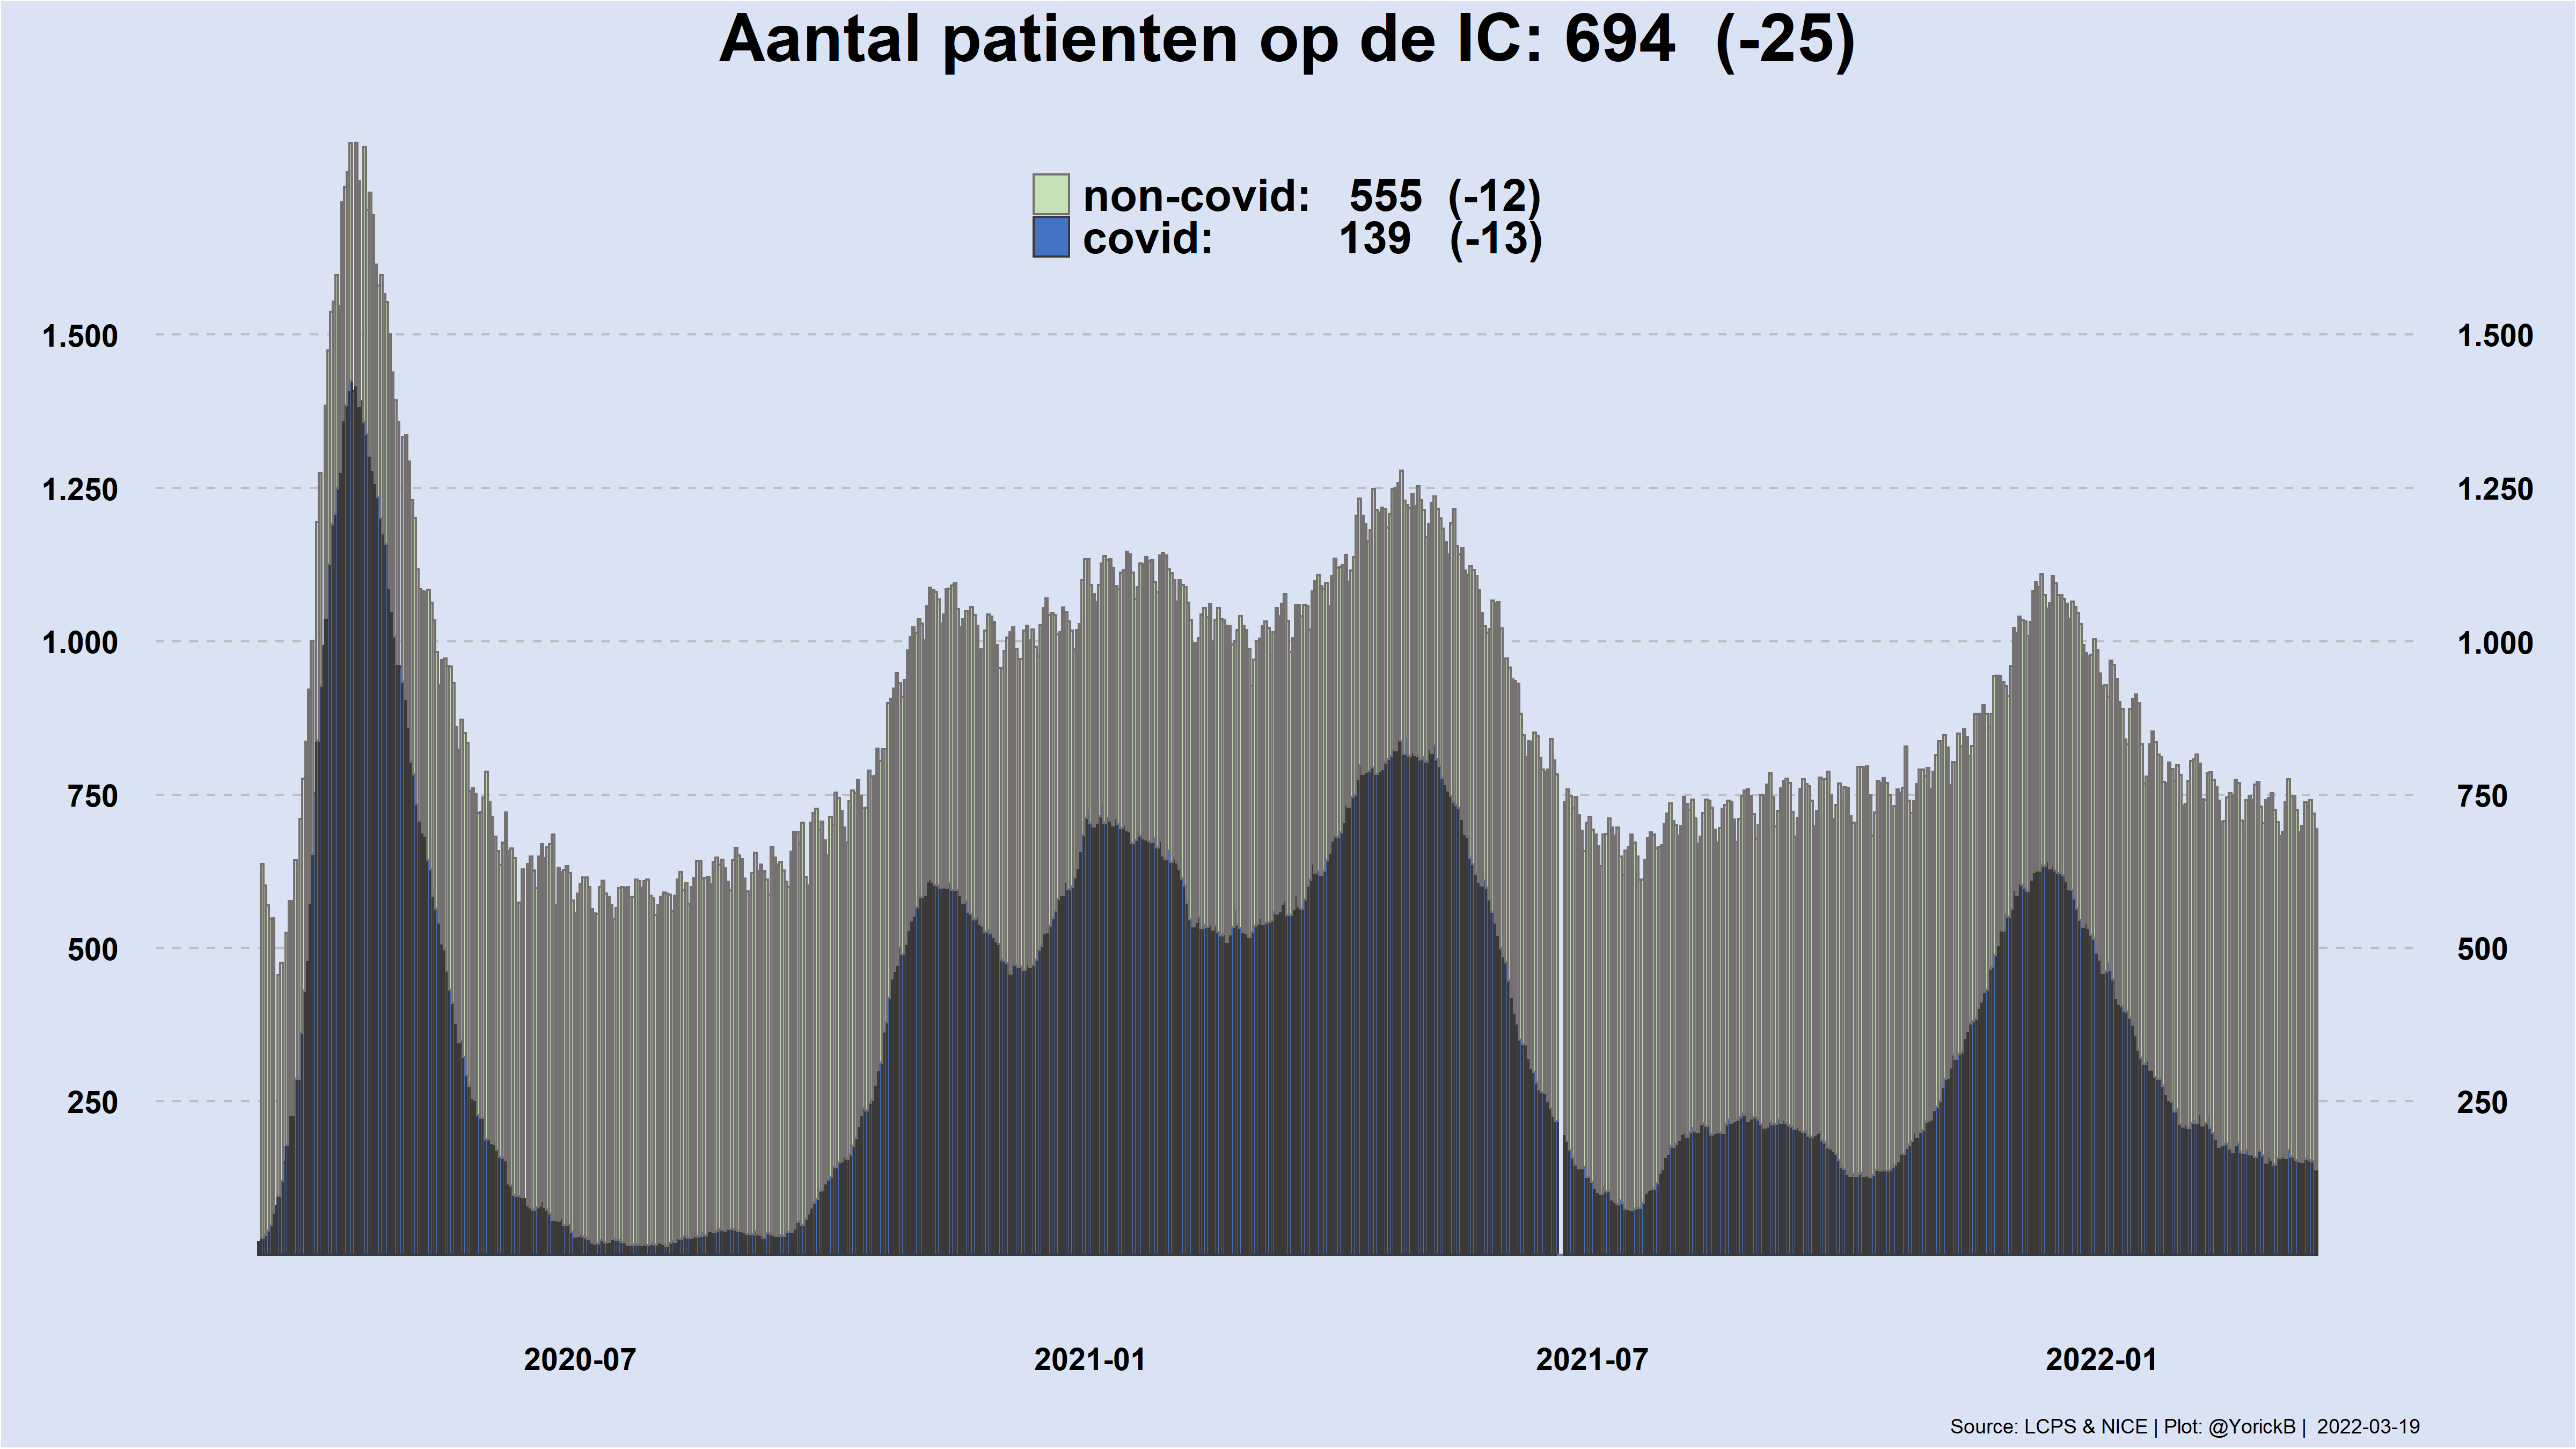 Aantal patienten op de IC: 694 (-25)
non-covid: 555 (-12)
covid: 139 (-13)
1.500 1.500
1.250 1.250
1.000 1.000
750 750
500 500
250 250
2020-07 2021-01 2021-07 2022-01
Source: LCPS & NICE | Plot: @YorickB | 2022-03-19